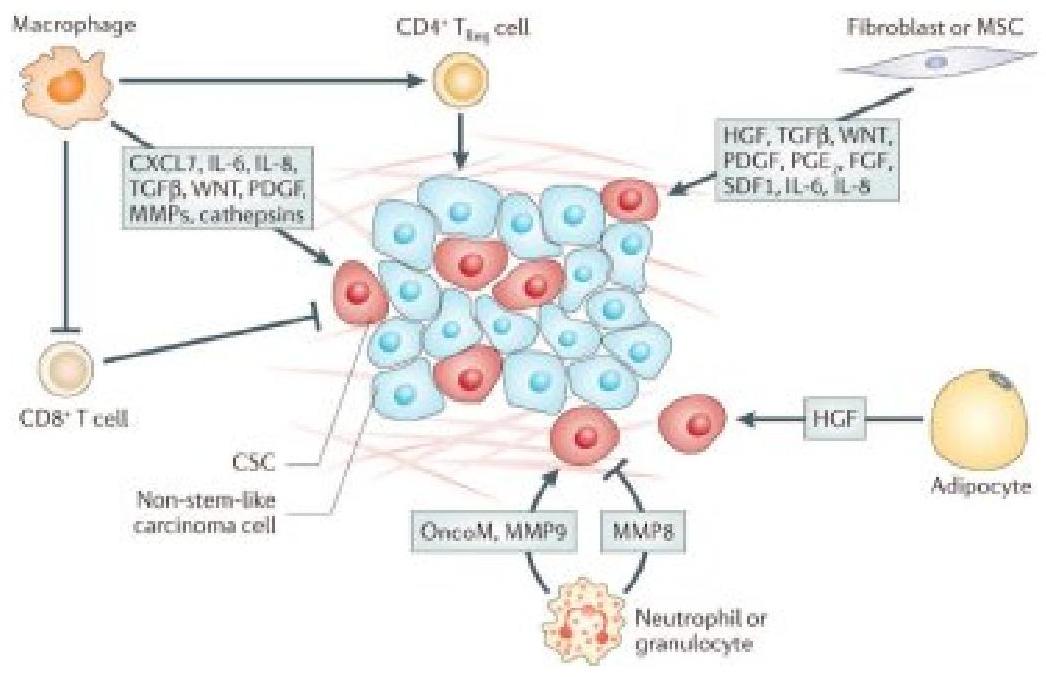 Macrophage
CD4⁺ T_Reg cell
Fibroblast or MSC
CXCL7, IL-6, IL-8,
TGFβ, WNT, PDGF,
MMPs, cathepsins
HGF, TGFβ, WNT,
PDGF, PGE, FGF,
SDF1, IL-6, IL-8
CD8⁺ T cell
CSC
Non-stem-like
carcinoma cell
HGF
Adipocyte
OncoM, MMP9
MMP8
Neutrophil or
granulocyte